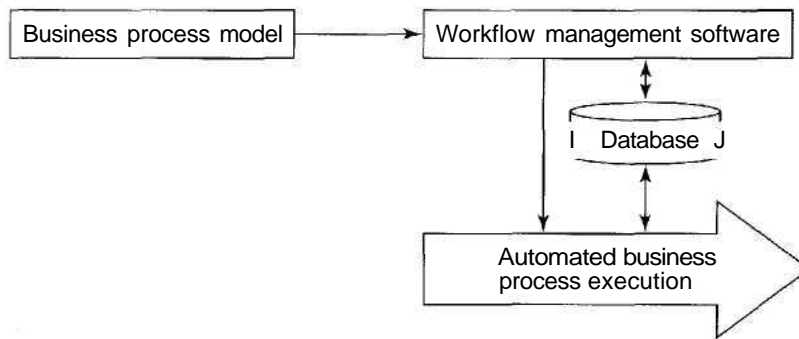 Business process model
Workflow management software
I Database J
Automated business
process execution